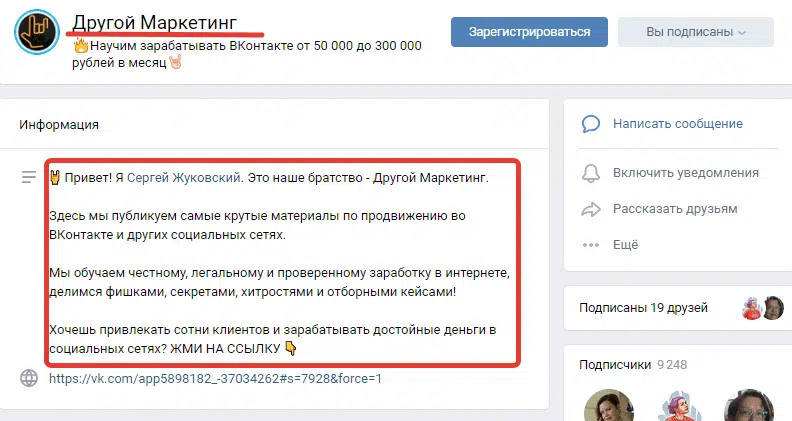 Другой Маркетинг
🔥Научим зарабатывать ВКонтакте от 50 000 до 300 000
рублей в месяц🤘🏻
Зарегистрироваться
Вы подписаны
Информация
🤘 Привет! Я Сергей Жуковский. Это наше братство - Другой Маркетинг.
Здесь мы публикуем самые крутые материалы по продвижению во
ВКонтакте и других социальных сетях.
Мы обучаем честному, легальному и проверенному заработку в интернете,
делимся фишками, секретами, хитростями и отборными кейсами!
Хочешь привлекать сотни клиентов и зарабатывать достойные деньги в
социальных сетях? ЖМИ НА ССЫЛКУ 👇
https://vk.com/app5898182_-37034262#s=7928&force=1
Написать сообщение
Включить уведомления
Рассказать друзьям
Ещё
Подписаны 19 друзей
Подписчики 9 248